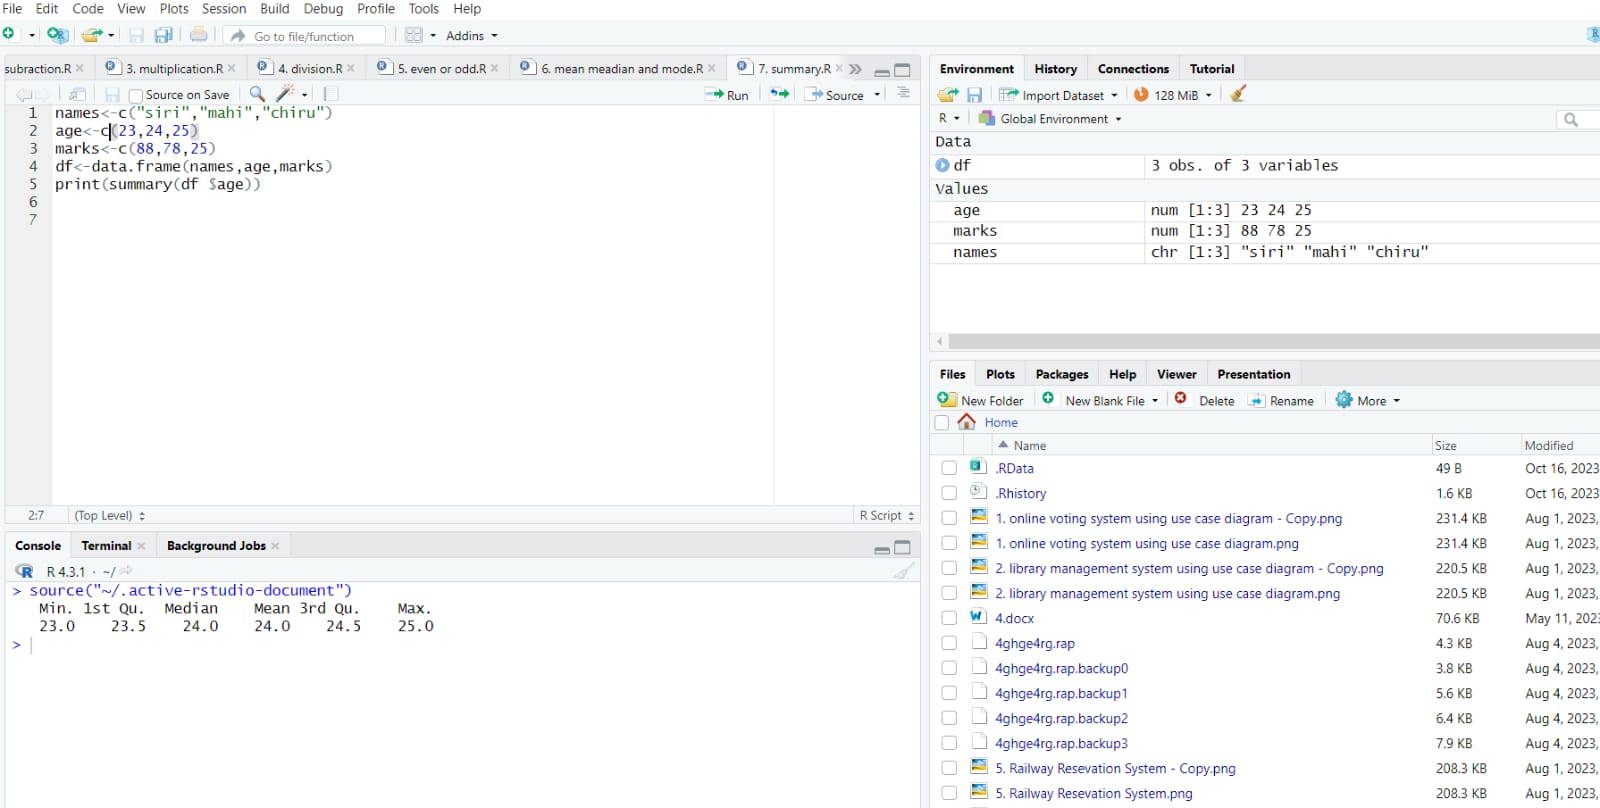 File Edit Code View Plots Session Build Debug Profile Tools Help
Go to file/function Addins
subraction.R 3. multiplication.R 4. division.R 5. even or odd.R 6. mean meadian and mode.R 7. summary.R
Source on Save Run Source
1 names<-c("siri","mahi","chiru")
2 age<-c(23,24,25)
3 marks<-c(88,78,25)
4 df<-data.frame(names,age,marks)
5 print(summary(df $age))
6
7
2:7 (Top Level) R Script
Console Terminal Background Jobs
R 4.3.1 · ~/
> source("~/.active-rstudio-document")
Min. 1st Qu. Median Mean 3rd Qu. Max.
23.0 23.5 24.0 24.0 24.5 25.0
>
Environment History Connections Tutorial
Import Dataset 128 MiB
R Global Environment
Data
df 3 obs. of 3 variables
Values
age num [1:3] 23 24 25
marks num [1:3] 88 78 25
names chr [1:3] "siri" "mahi" "chiru"
Files Plots Packages Help Viewer Presentation
New Folder New Blank File Delete Rename More
Home
Name Size Modified
.RData 49 B Oct 16, 2023
.Rhistory 1.6 KB Oct 16, 2023
1. online voting system using use case diagram - Copy.png 231.4 KB Aug 1, 2023,
1. online voting system using use case diagram.png 231.4 KB Aug 1, 2023,
2. library management system using use case diagram - Copy.png 220.5 KB Aug 1, 2023,
2. library management system using use case diagram.png 220.5 KB Aug 1, 2023,
4.docx 70.6 KB May 11, 2023
4ghge4rg.rap 4.3 KB Aug 4, 2023,
4ghge4rg.rap.backup0 3.8 KB Aug 4, 2023,
4ghge4rg.rap.backup1 5.6 KB Aug 4, 2023,
4ghge4rg.rap.backup2 6.4 KB Aug 4, 2023,
4ghge4rg.rap.backup3 7.9 KB Aug 4, 2023,
5. Railway Resevation System - Copy.png 208.3 KB Aug 1, 2023,
5. Railway Resevation System.png 208.3 KB Aug 1, 2023,